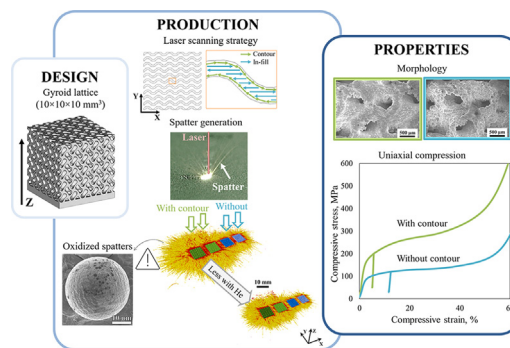 PRODUCTION
Laser scanning strategy
Contour
In-fill
Y
X
DESIGN
Gyroid lattice
(10×10×10 mm³)
Z
Spatter generation
Laser
Spatter
With contour
Without
Oxidized spatters
10 mm
Less with He
Y
Z
X
PROPERTIES
Morphology
500 µm
500 µm
Uniaxial compression
Compressive stress, MPa
600
500
400
300
200
100
0
With contour
Without contour
0
20
40
60
Compressive strain, %